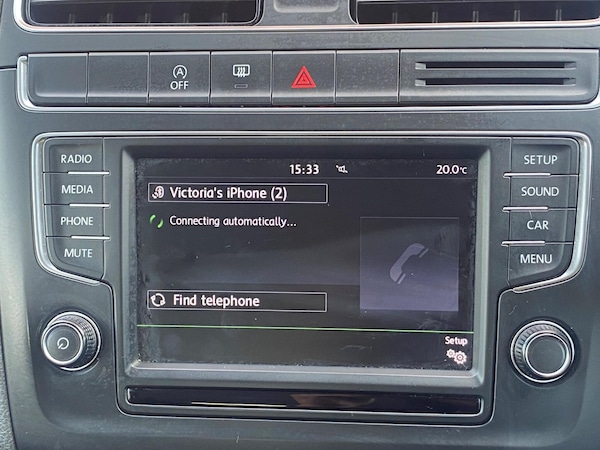 A
OFF
RADIO
MEDIA
PHONE
MUTE
15:33
20.0°C
Victoria's iPhone (2)
Connecting automatically...
Find telephone
Setup
SETUP
SOUND
CAR
MENU